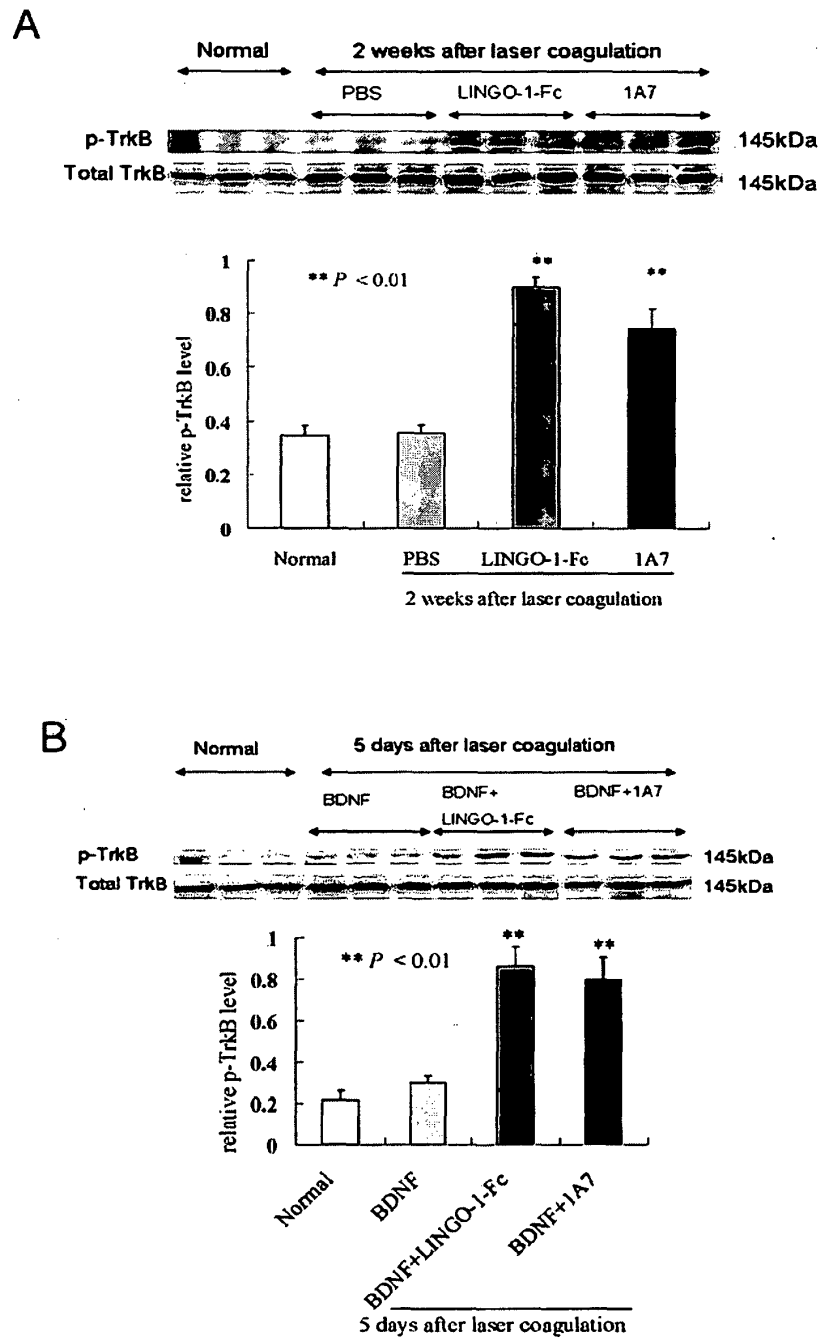 A
Normal 2 weeks after laser coagulation
PBS LINGO-1-Fc 1A7
p-TrkB 145kDa
Total TrkB 145kDa
** P < 0.01
** **
1
0.8
0.6
0.4
0.2
0
relative p-TrkB level
Normal PBS LINGO-1-Fc 1A7
2 weeks after laser coagulation
B
Normal 5 days after laser coagulation
BDNF BDNF+ BDNF+1A7
LINGO-1-Fc
p-TrkB 145kDa
Total TrkB 145kDa
** P < 0.01
** **
1
0.8
0.6
0.4
0.2
0
relative p-TrkB level
Normal
BDNF
BDNF+LINGO-1-Fc
BDNF+1A7
5 days after laser coagulation